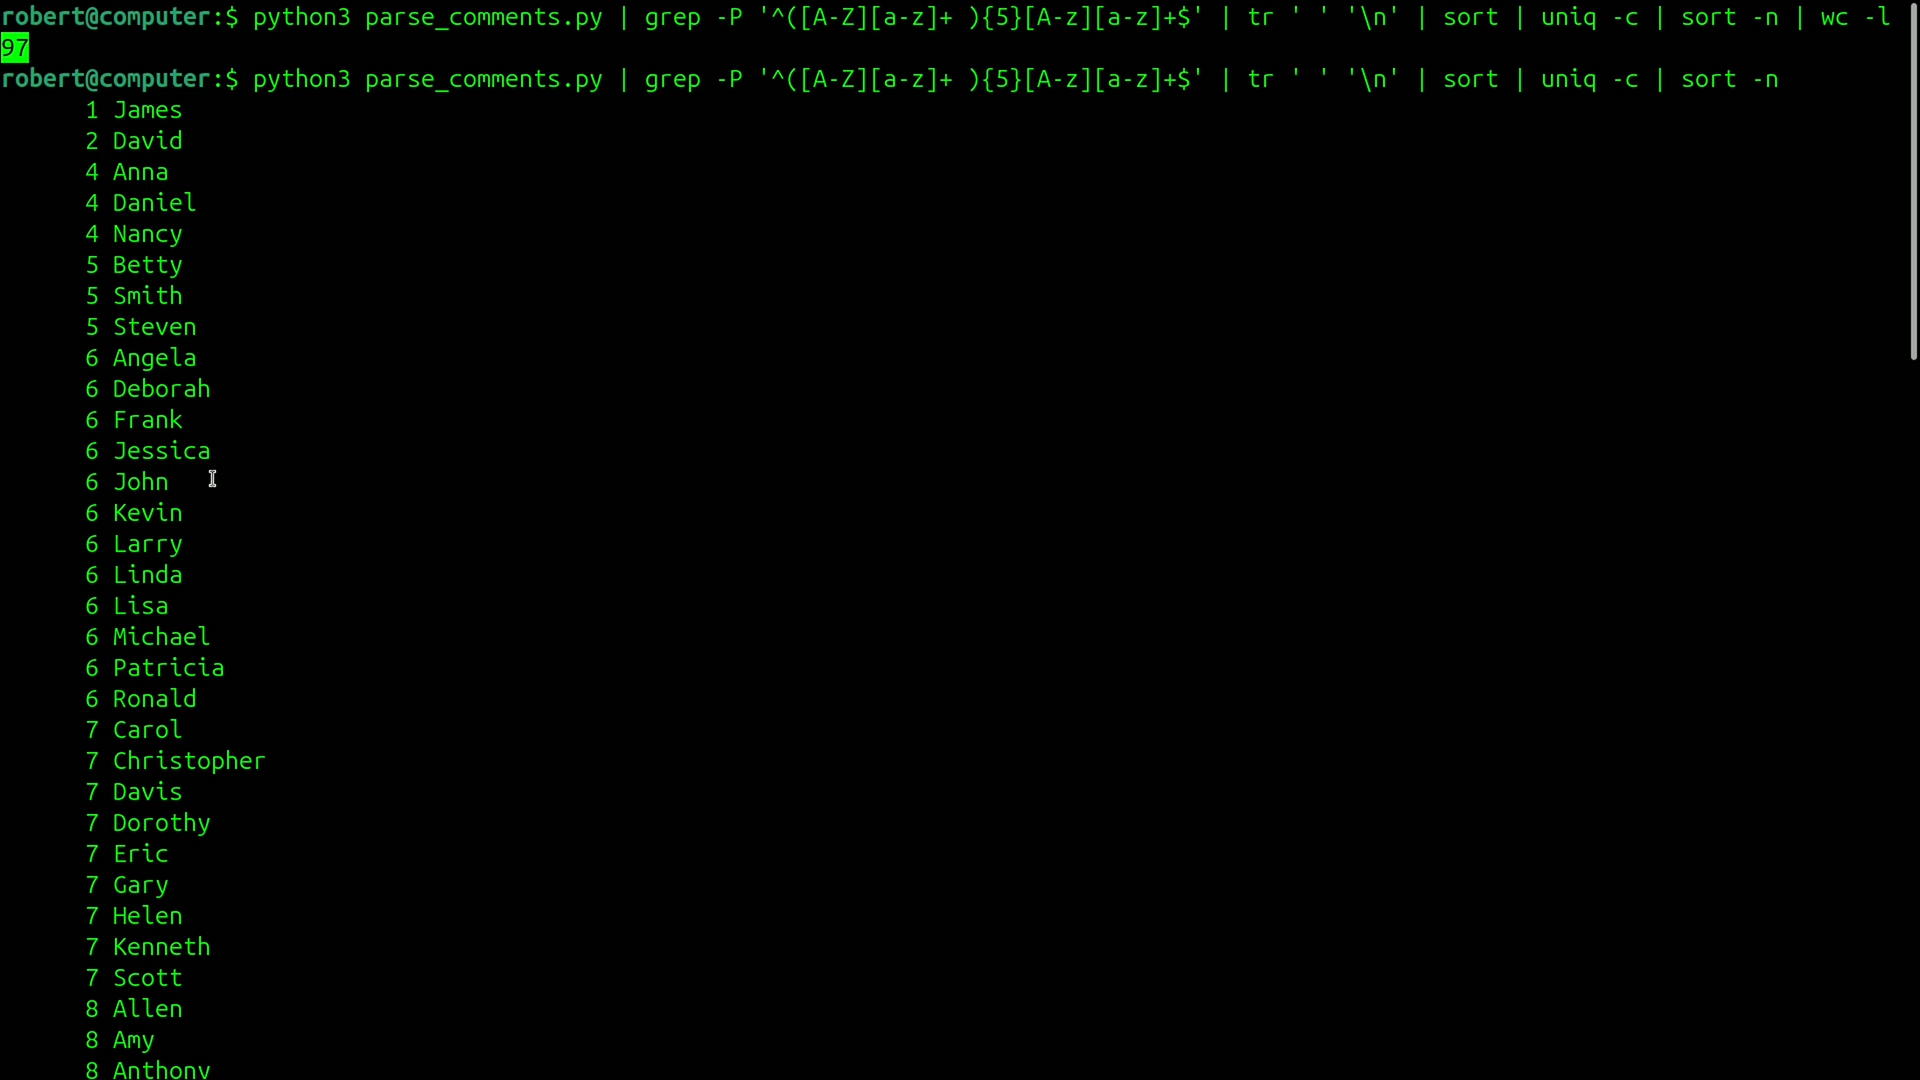 robert@computer:$ python3 parse_comments.py | grep -P '^([A-Z][a-z]+ ){5}[A-z][a-z]+$' | tr ' ' '\n' | sort | uniq -c | sort -n | wc -l
97
robert@computer:$ python3 parse_comments.py | grep -P '^([A-Z][a-z]+ ){5}[A-z][a-z]+$' | tr ' ' '\n' | sort | uniq -c | sort -n
1 James
2 David
4 Anna
4 Daniel
4 Nancy
5 Betty
5 Smith
5 Steven
6 Angela
6 Deborah
6 Frank
6 Jessica
6 John
6 Kevin
6 Larry
6 Linda
6 Lisa
6 Michael
6 Patricia
6 Ronald
7 Carol
7 Christopher
7 Davis
7 Dorothy
7 Eric
7 Gary
7 Helen
7 Kenneth
7 Scott
8 Allen
8 Amy
8 Anthony